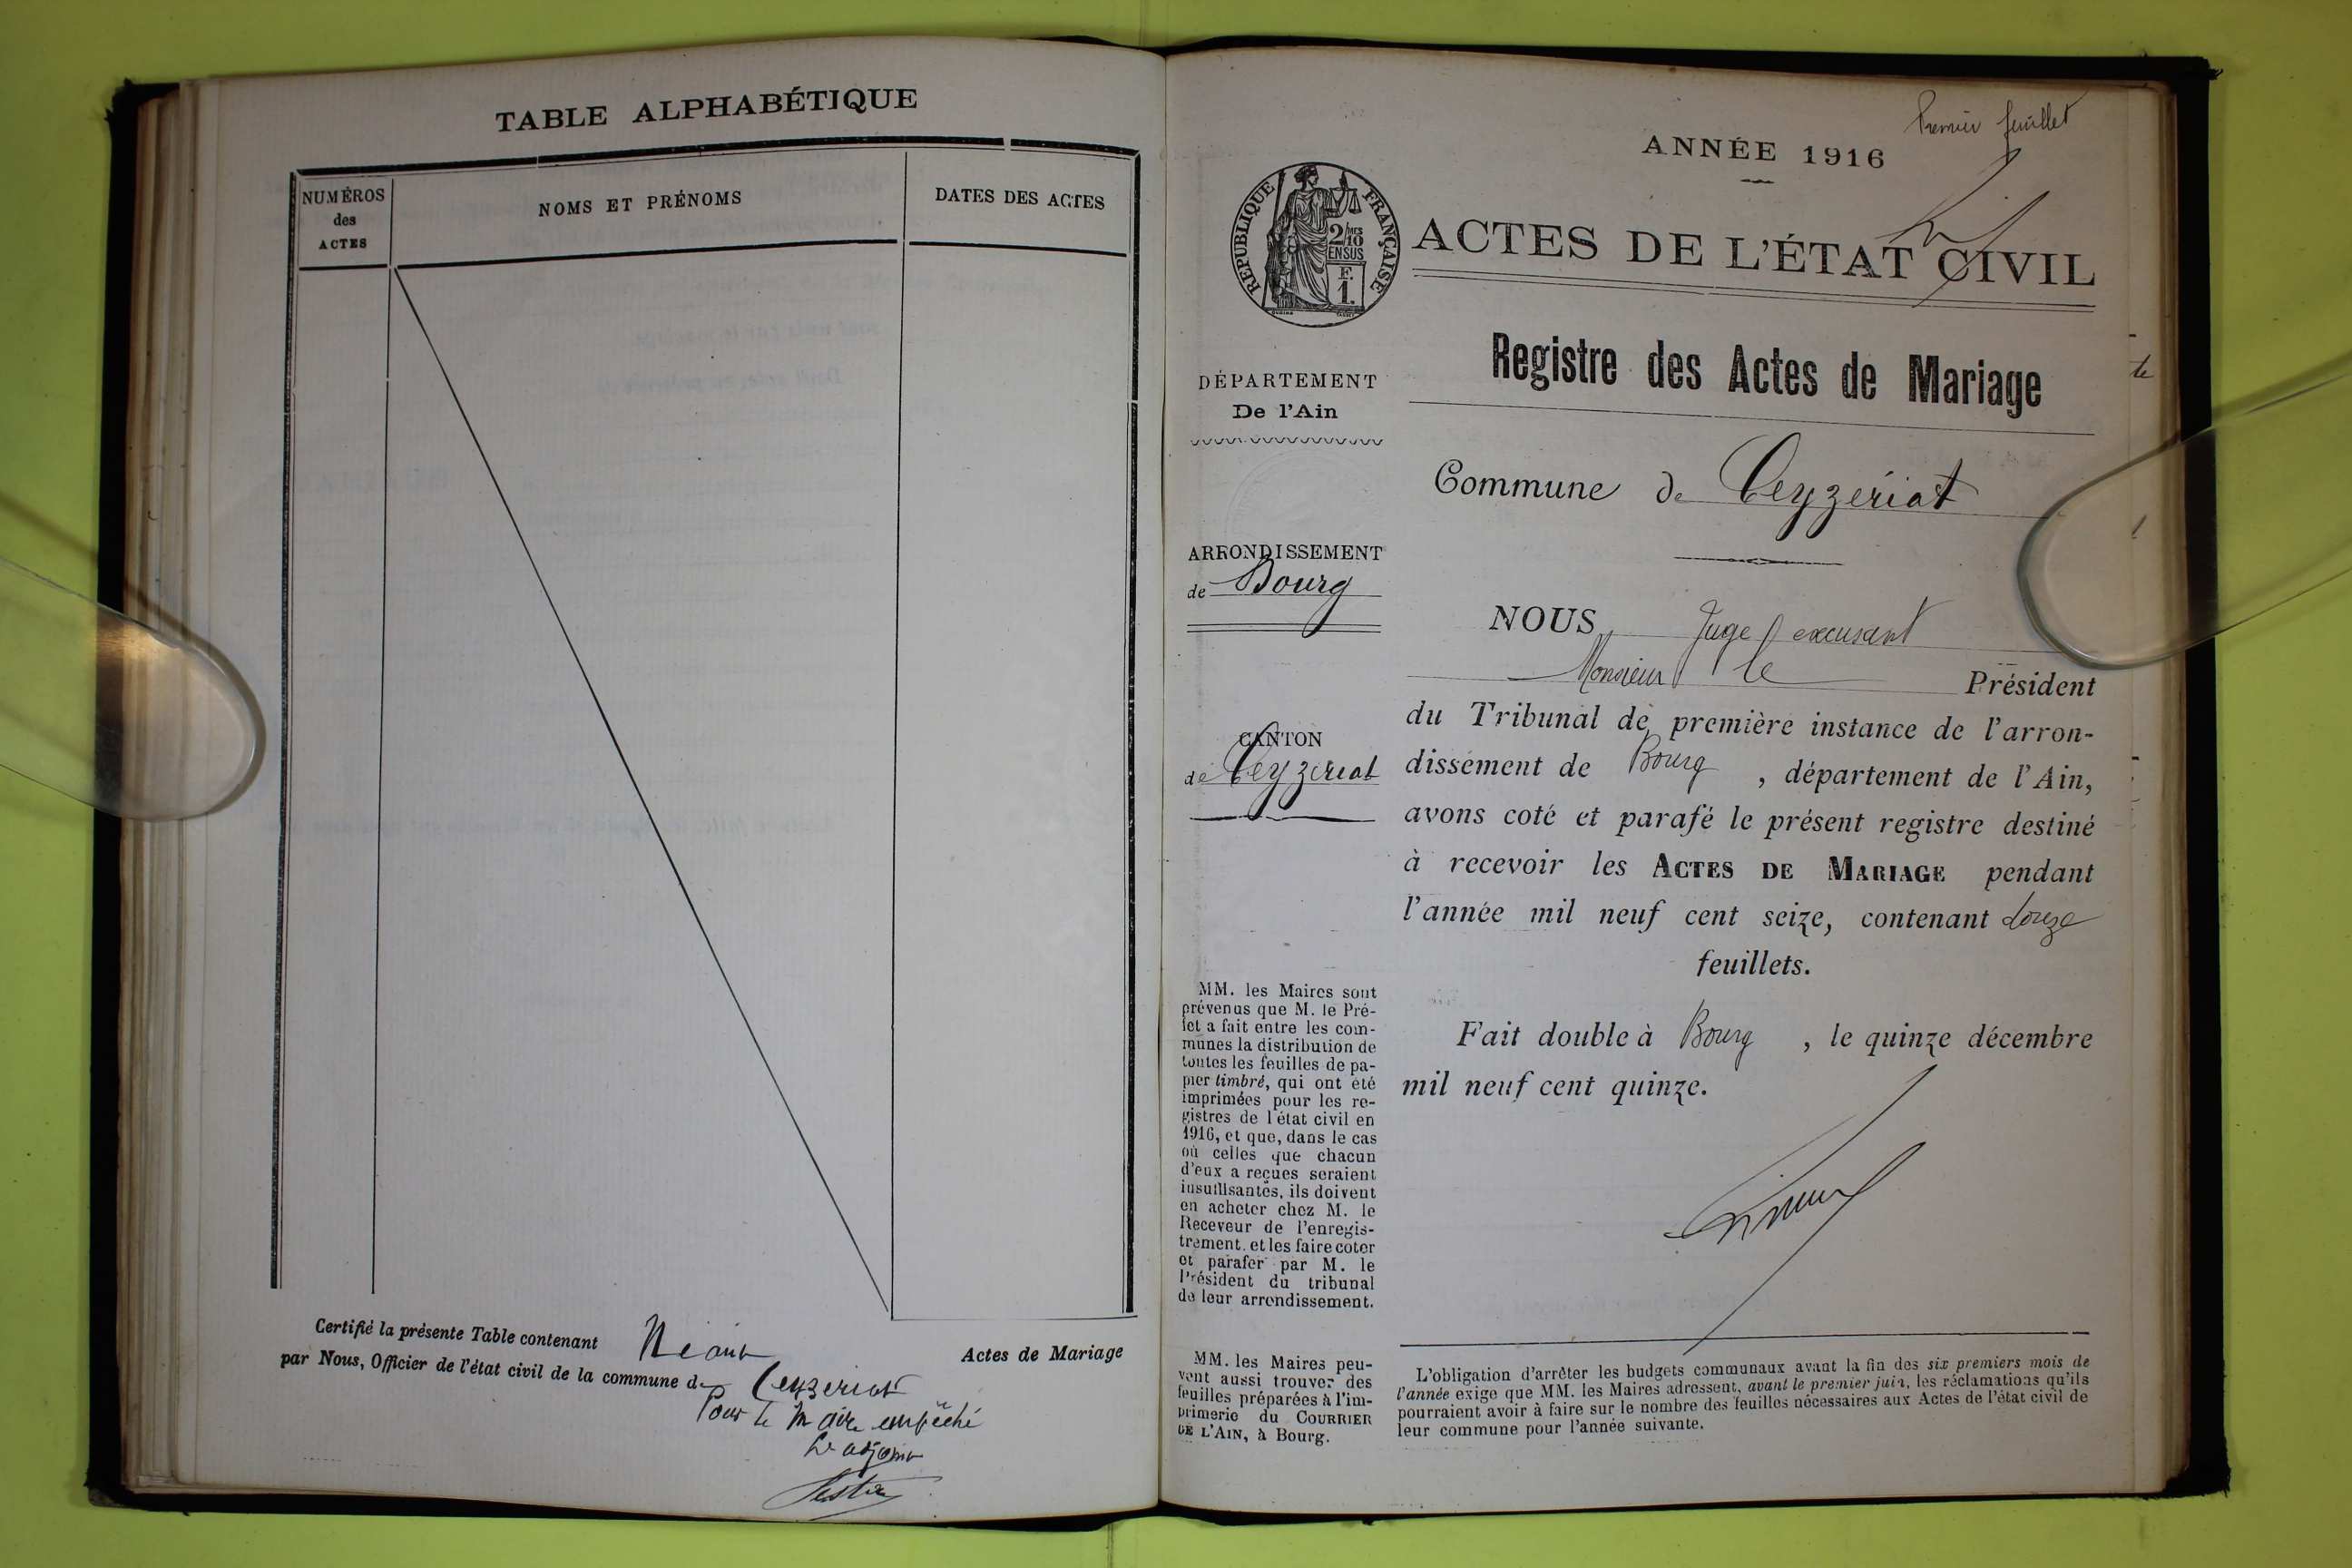 TABLE ALPHABÉTIQUE
NUMÉROS
des
ACTES
NOMS ET PRÉNOMS
DATES DES ACTES
Certifié la présente Table contenant Néant Actes de Mariage
par Nous, Officier de l'état civil de la commune de Ceyzeriat
Pour le Maire empêché
L'adjoint
Premier feuillet
ANNÉE 1916
RÉPUBLIQUE FRANÇAISE
2/10 MES
EN SUS
F.
1.
ACTES DE L'ÉTAT CIVIL
Registre des Actes de Mariage
DÉPARTEMENT
De l'Ain
ARRONDISSEMENT
de Bourg
CANTON
de Ceyzeriat
MM. les Maires sont
prévenus que M. le Pré-
fet a fait entre les com-
munes la distribution de
toutes les feuilles de pa-
pier timbré, qui ont été
imprimées pour les re-
gistres de l'état civil en
1916, et que, dans le cas
où celles que chacun
d'eux a reçues seraient
insuffisantes, ils doivent
en acheter chez M. le
Receveur de l'enregis-
trement. et les faire coter
et parafer par M. le
Président du tribunal
de leur arrondissement.
MM. les Maires peu-
vent aussi trouver des
feuilles préparées à l'im-
primerie du COURRIER
DE L'AIN, à Bourg.
Commune de Ceyzeriat
NOUS, Juge excusant
Monsieur le Président
du Tribunal de première instance de l'arron-
dissement de Bourg, département de l'Ain,
avons coté et parafé le présent registre destiné
à recevoir les ACTES DE MARIAGE pendant
l'année mil neuf cent seize, contenant douze
feuillets.
Fait double à Bourg, le quinze décembre
mil neuf cent quinze.
L'obligation d'arrêter les budgets communaux avant la fin des six premiers mois de
l'année exige que MM. les Maires adressent, avant le premier juin, les réclamations qu'ils
pourraient avoir à faire sur le nombre des feuilles nécessaires aux Actes de l'état civil de
leur commune pour l'année suivante.